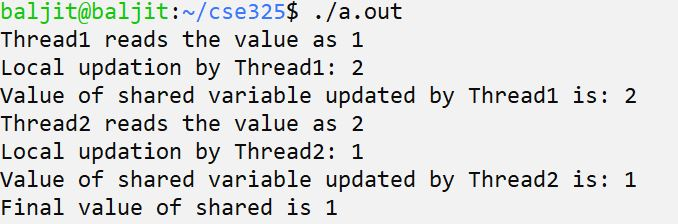 baljit@baljit:~/cse325$ ./a.out
Thread1 reads the value as 1
Local updation by Thread1: 2
Value of shared variable updated by Thread1 is: 2
Thread2 reads the value as 2
Local updation by Thread2: 1
Value of shared variable updated by Thread2 is: 1
Final value of shared is 1